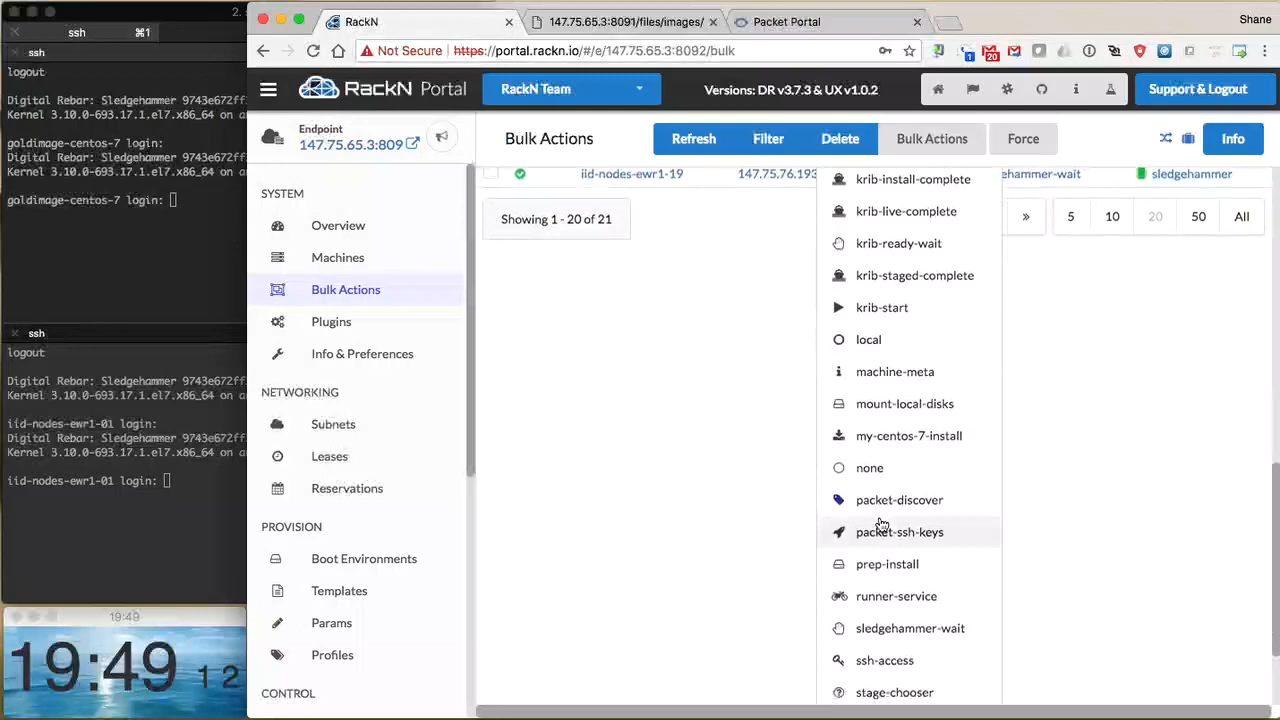 2.
ssh
⌘1
ssh
logout
Digital Rebar: Sledgehammer 9743e672ff
Kernel 3.10.0-693.17.1.el7.x86_64 on a
goldimage-centos-7 login:
Digital Rebar: Sledgehammer 9743e672ff
Kernel 3.10.0-693.17.1.el7.x86_64 on a
goldimage-centos-7 login:
ssh
logout
Digital Rebar: Sledgehammer 9743e672ff
Kernel 3.10.0-693.17.1.el7.x86_64 on a
iid-nodes-ewr1-01 login:
Digital Rebar: Sledgehammer 9743e672ff
Kernel 3.10.0-693.17.1.el7.x86_64 on a
iid-nodes-ewr1-01 login:
19:49
19:49 12
RackN
147.75.65.3:8091/files/images/
Packet Portal
Shane
Not Secure
https://portal.rackn.io/#/e/147.75.65.3:8092/bulk
1
20
RackN Portal
RackN Team
Versions: DR v3.7.3 & UX v1.0.2
Support & Logout
Endpoint
147.75.65.3:809
Bulk Actions
Refresh
Filter
Delete
Bulk Actions
Force
Info
SYSTEM
Overview
Machines
Bulk Actions
Plugins
Info & Preferences
NETWORKING
Subnets
Leases
Reservations
PROVISION
Boot Environments
Templates
Params
Profiles
CONTROL
iid-nodes-ewr1-19
147.75.76.193
ehammer-wait
sledgehammer
Showing 1 - 20 of 21
»
5
10
20
50
All
krib-install-complete
krib-live-complete
krib-ready-wait
krib-staged-complete
krib-start
local
machine-meta
mount-local-disks
my-centos-7-install
none
packet-discover
packet-ssh-keys
prep-install
runner-service
sledgehammer-wait
ssh-access
stage-chooser